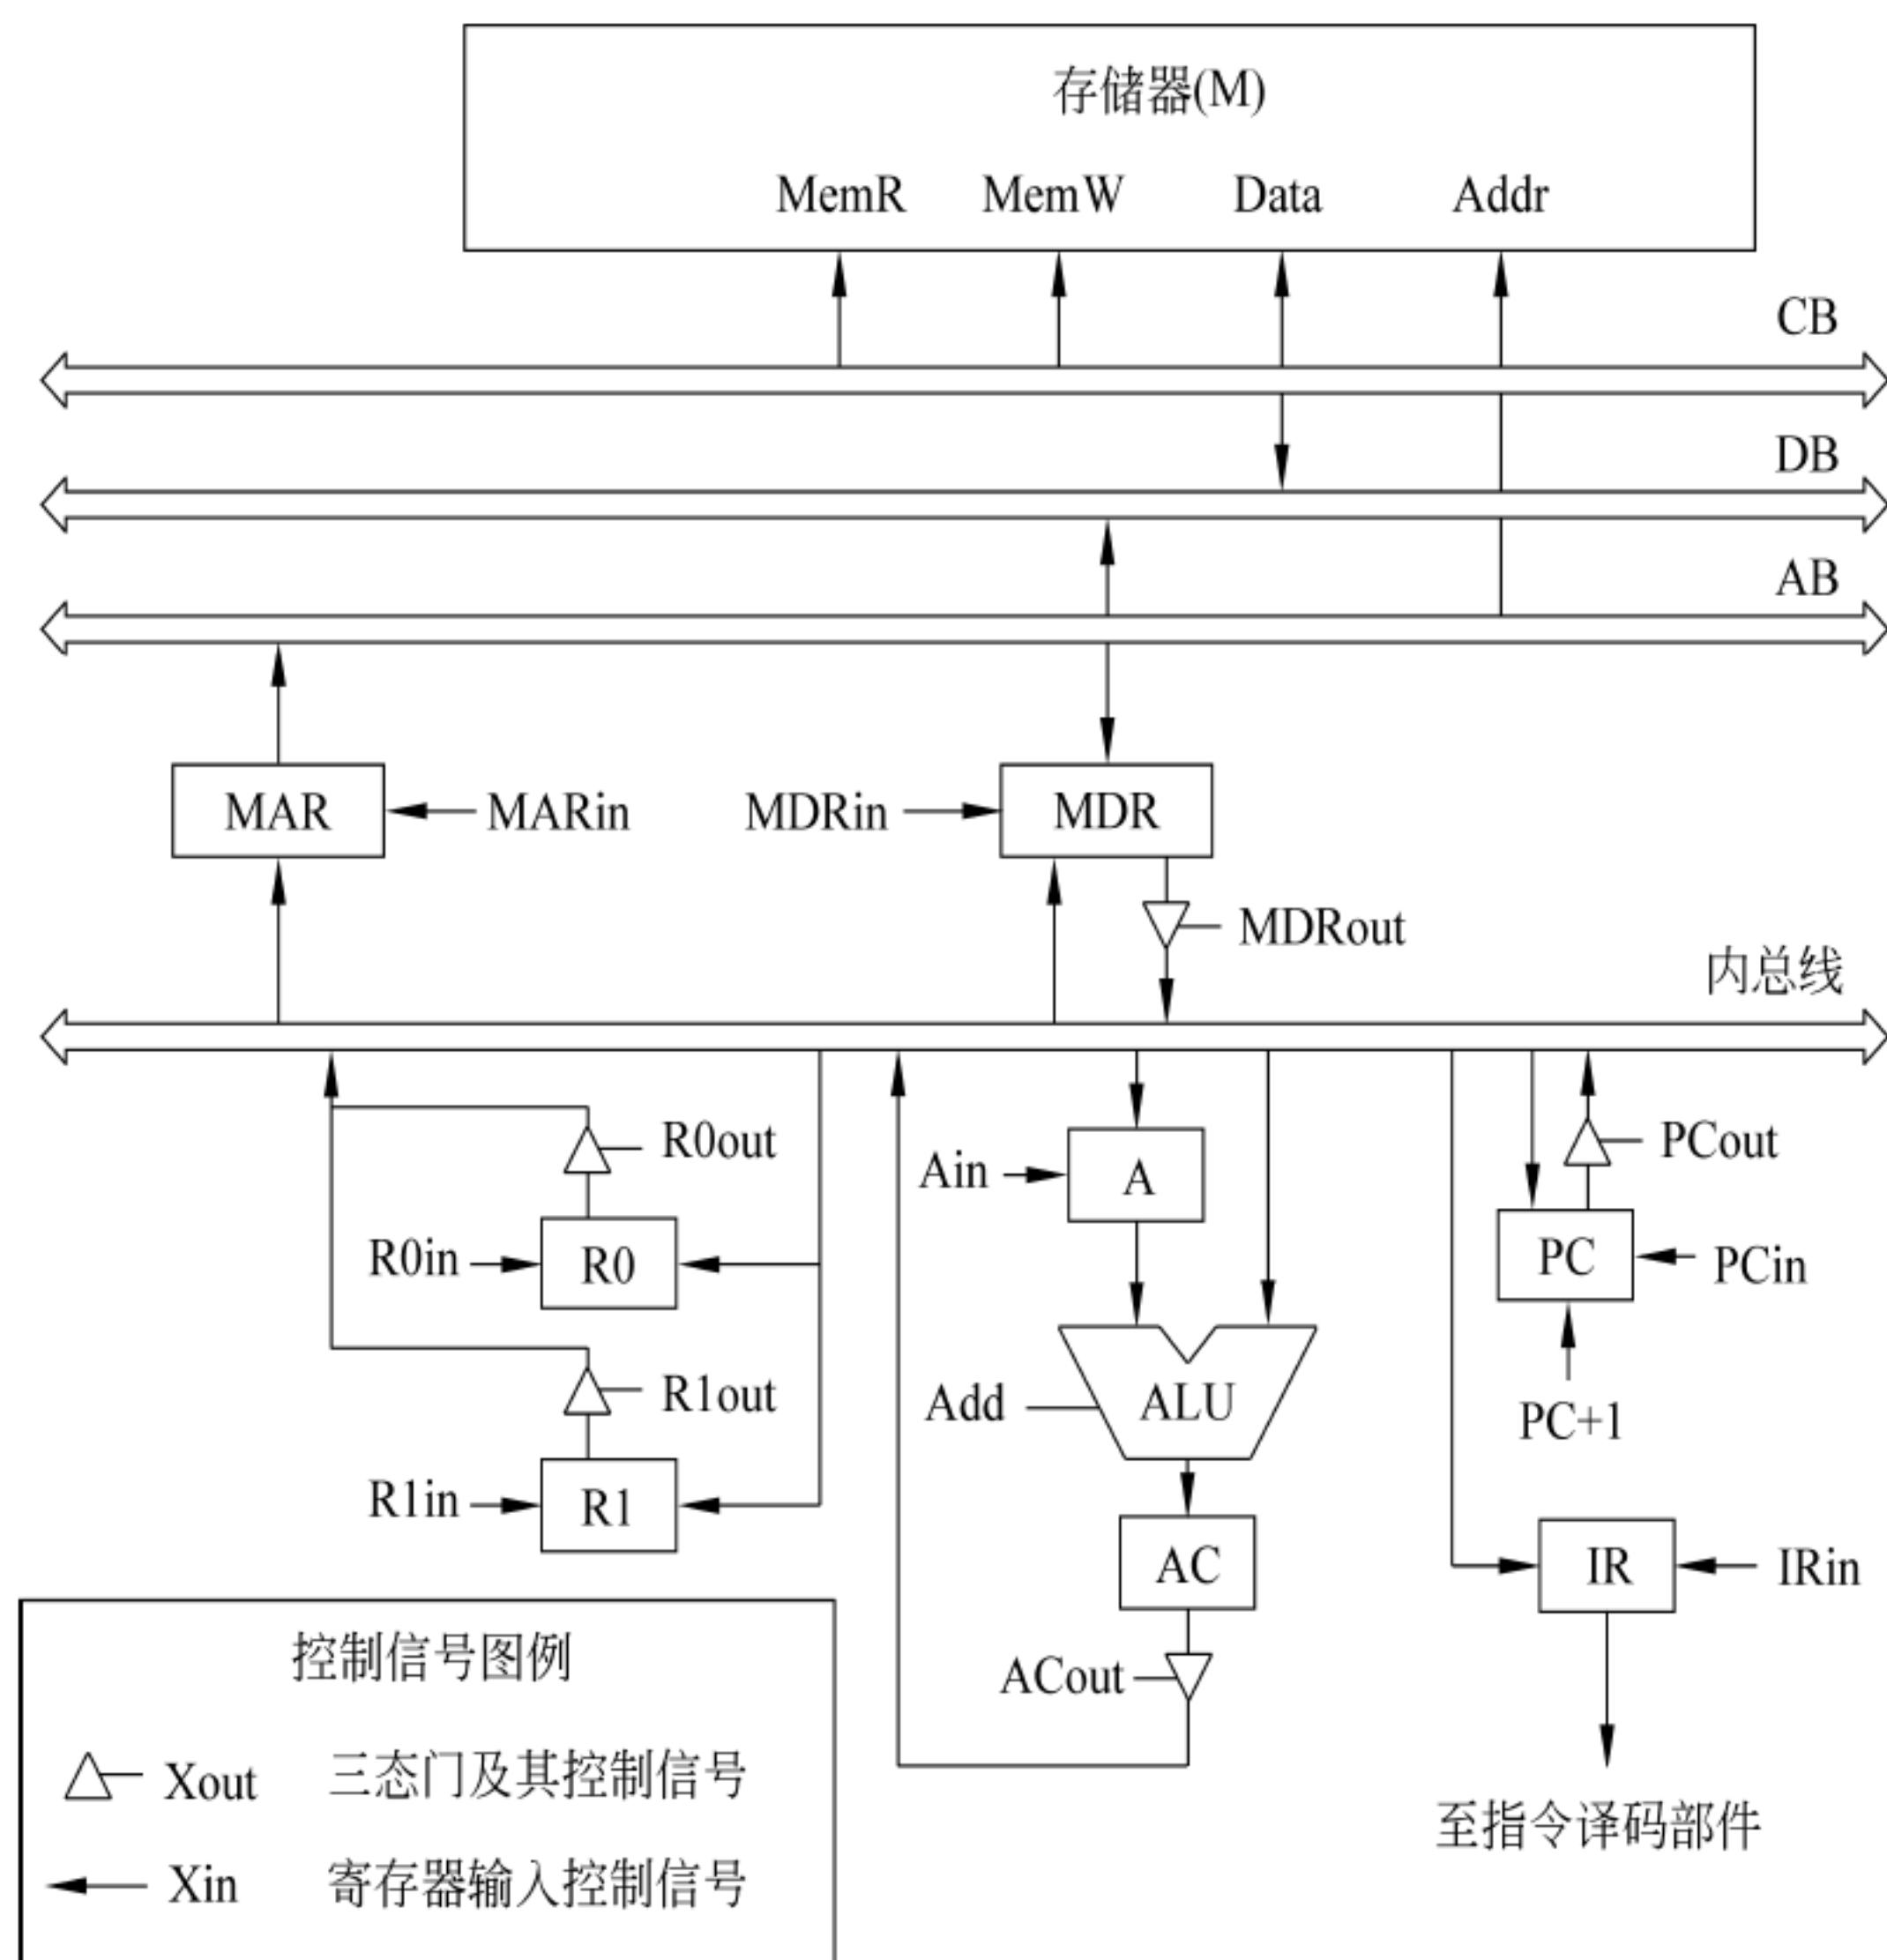 存储器(M)
MemR MemW Data Addr
CB
DB
AB
MAR MARin MDRin MDR
MDRout
内总线
R0out PCout
Ain A
R0in R0 PC PCin
R1out Add ALU PC+1
R1in R1
AC IR IRin
控制信号图例
ACout
Xout 三态门及其控制信号
至指令译码部件
Xin 寄存器输入控制信号